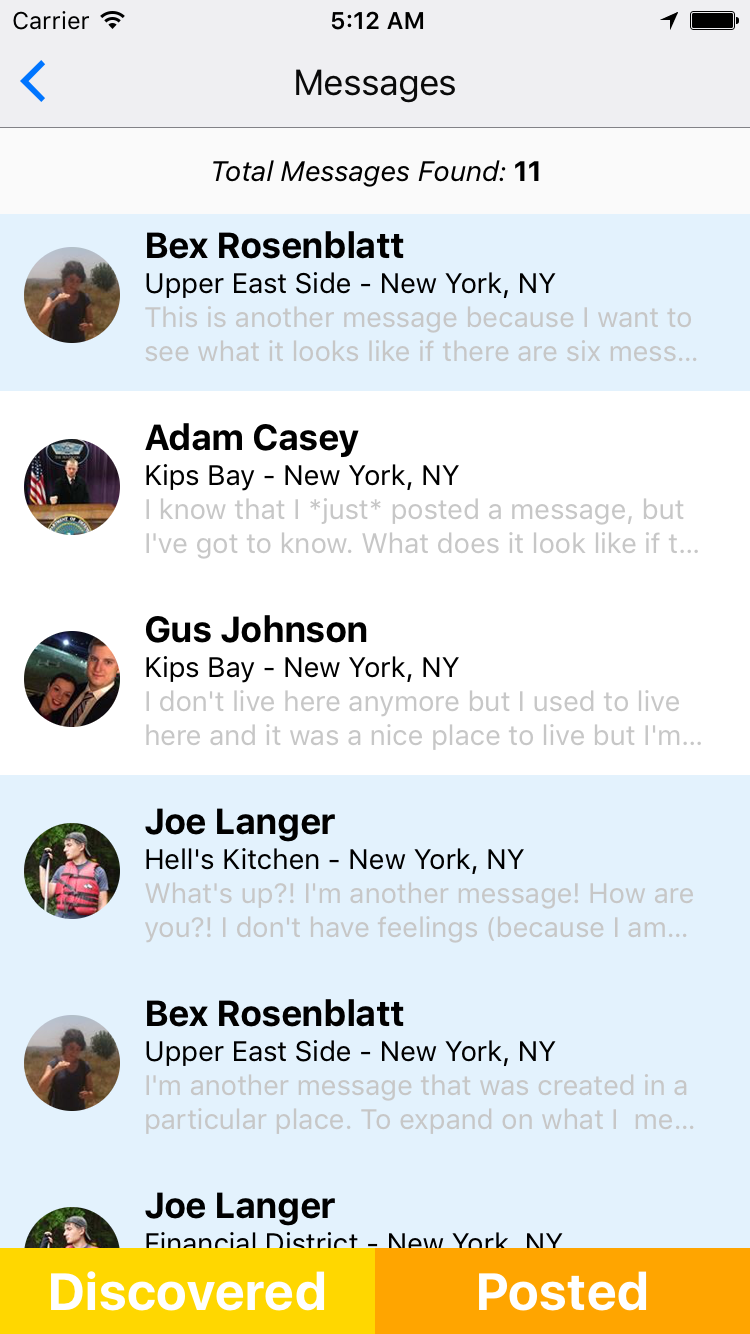 Carrier 5:12 AM
Messages
Total Messages Found: 11
Bex Rosenblatt
Upper East Side - New York, NY
This is another message because I want to
see what it looks like if there are six mess...
Adam Casey
Kips Bay - New York, NY
I know that I *just* posted a message, but
I've got to know. What does it look like if t...
Gus Johnson
Kips Bay - New York, NY
I don't live here anymore but I used to live
here and it was a nice place to live but I'm...
Joe Langer
Hell's Kitchen - New York, NY
What's up?! I'm another message! How are
you?! I don't have feelings (because I am...
Bex Rosenblatt
Upper East Side - New York, NY
I'm another message that was created in a
particular place. To expand on what I  me...
Joe Langer
Financial District - New York, NY
Discovered Posted